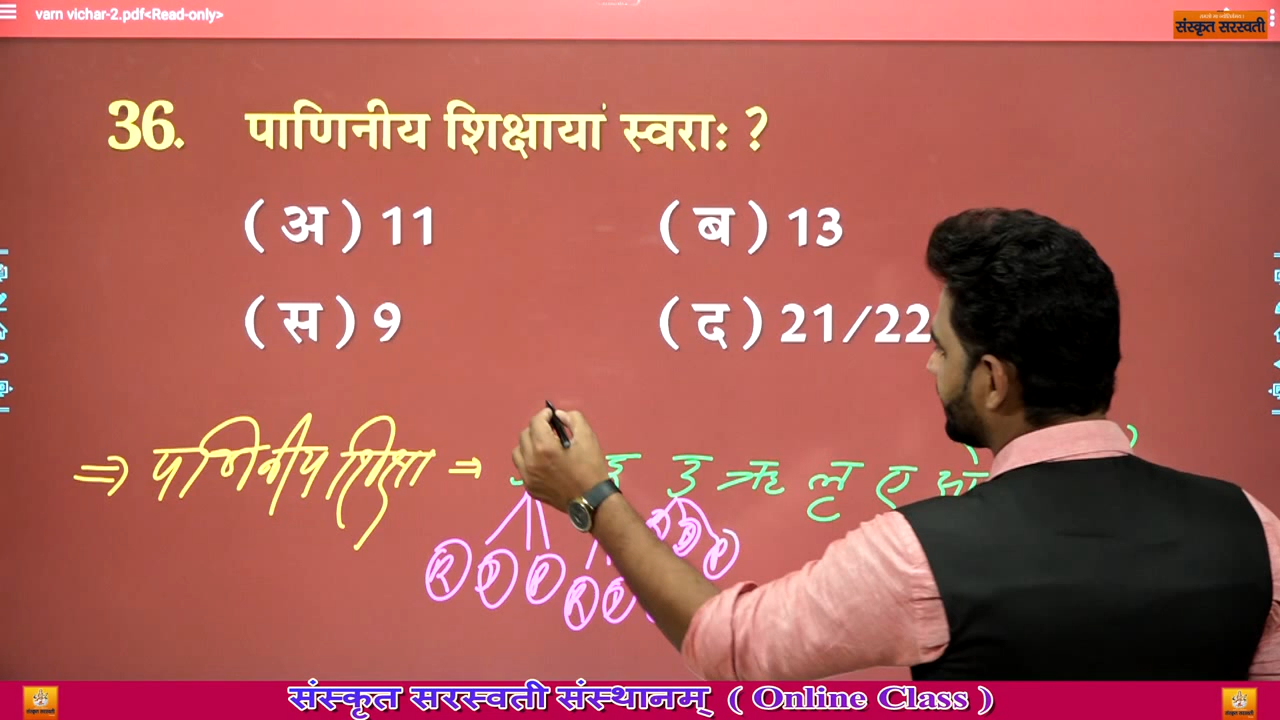 varn vichar-2.pdf<Read-only>
संस्कृत सरस्वती
36. पाणिनीय शिक्षायां स्वराः ?
( अ ) 11 ( ब ) 13
( स ) 9 ( द ) 21/22
⇒ पाणिनीय शिक्षा → इ उ ऋ लृ ए ओ
संस्कृत सरस्वती संस्थानम् ( Online Class )